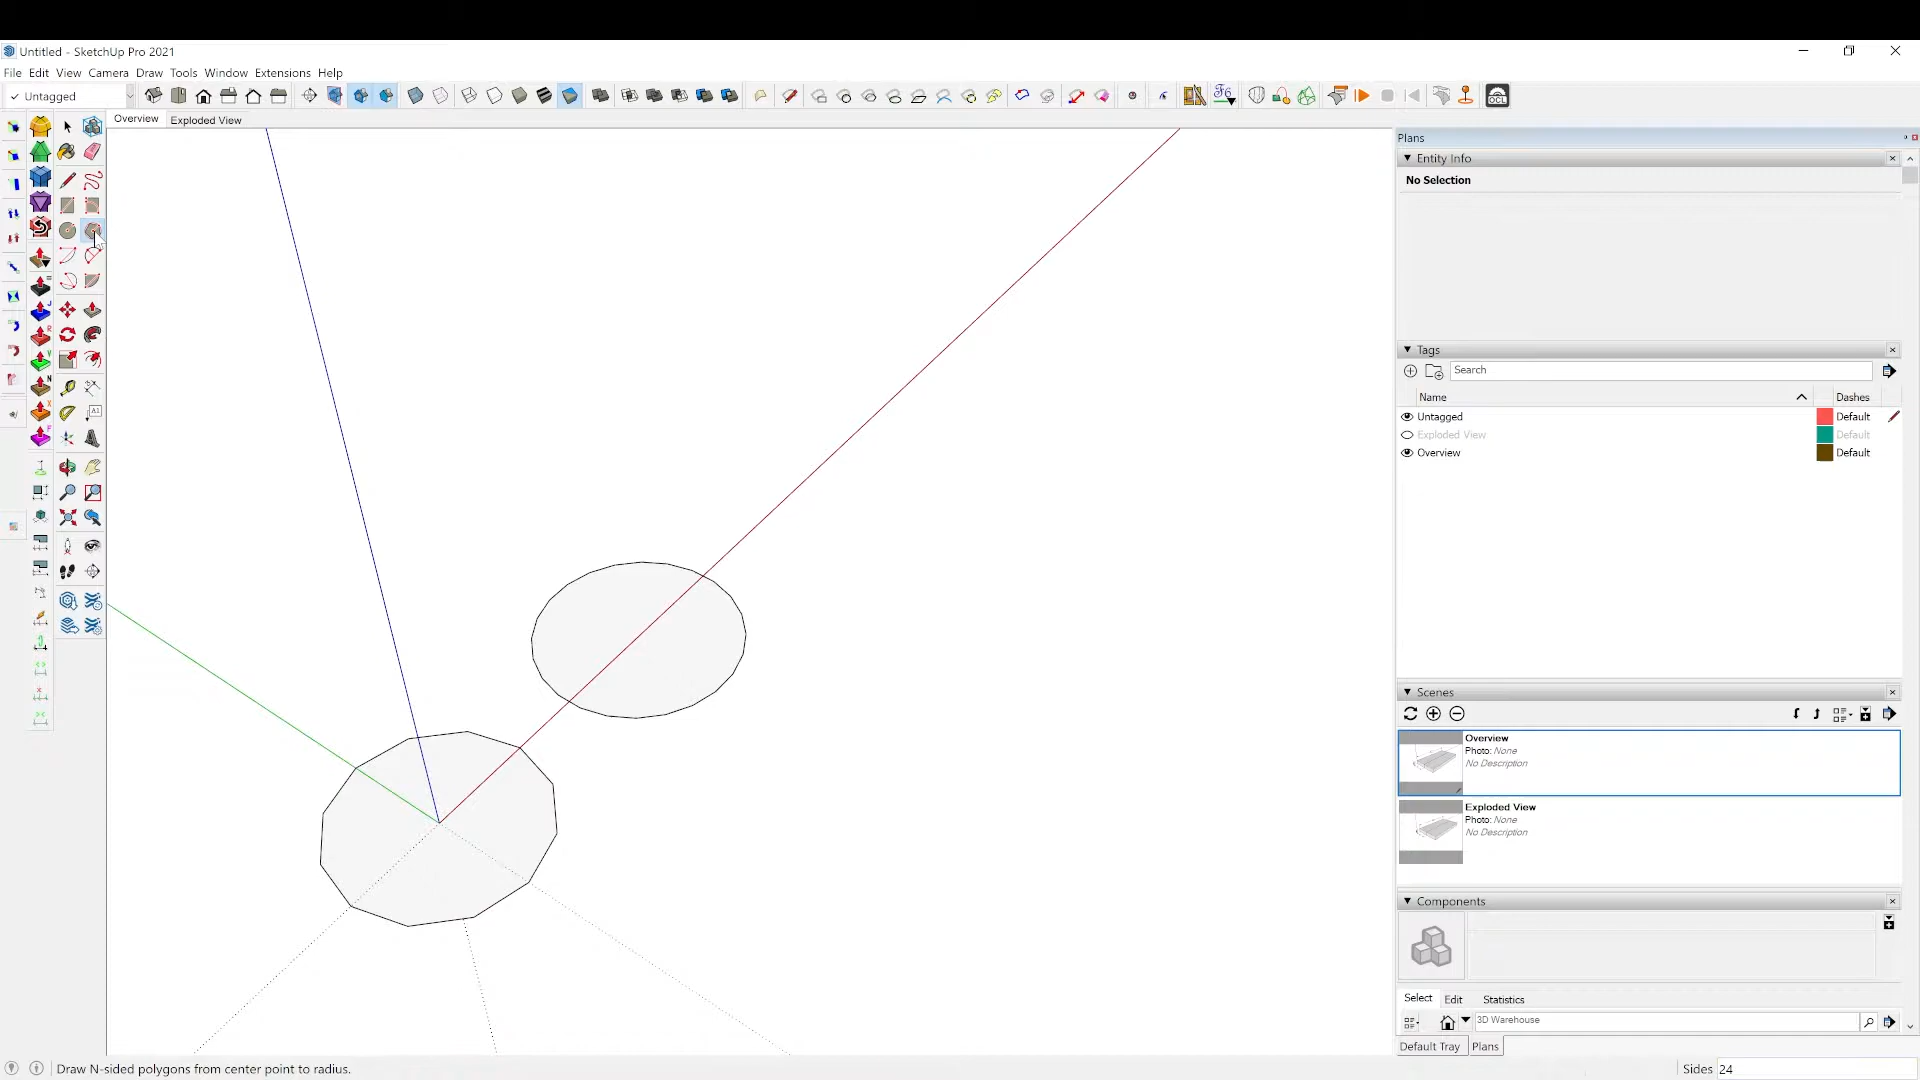 Untitled - SketchUp Pro 2021
File Edit View Camera Draw Tools Window Extensions Help
✓ Untagged
OCL
Overview Exploded View
Plans
Entity Info
No Selection
Tags
Search
Name Dashes
Untagged Default
Exploded View Default
Overview Default
Scenes
Overview
Photo: None
No Description
Exploded View
Photo: None
No Description
Components
Select Edit Statistics
3D Warehouse
Default Tray Plans
Draw N-sided polygons from center point to radius.
Sides 24